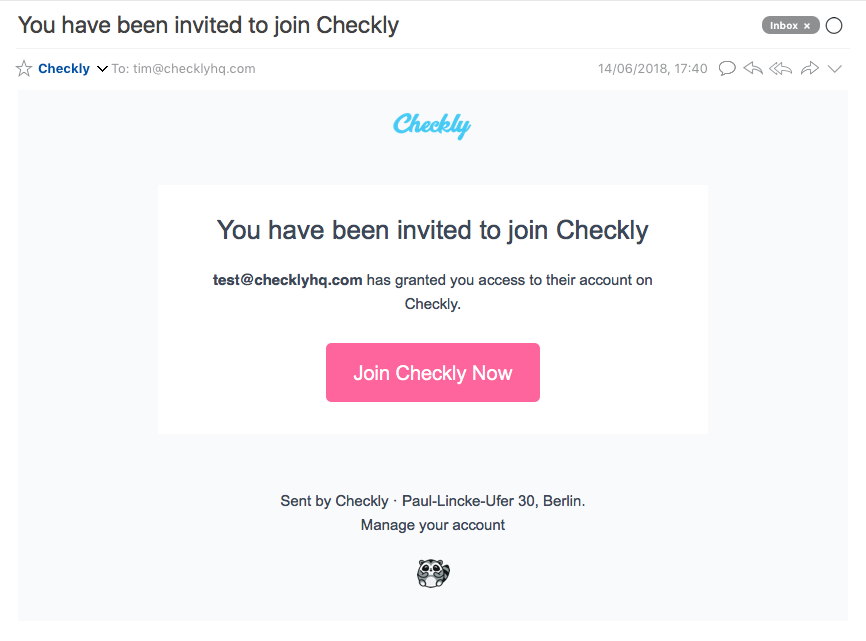 You have been invited to join Checkly
Inbox ×
Checkly To: tim@checklyhq.com 14/06/2018, 17:40
Checkly
You have been invited to join Checkly
test@checklyhq.com has granted you access to their account on
Checkly.
Join Checkly Now
Sent by Checkly · Paul-Lincke-Ufer 30, Berlin.
Manage your account